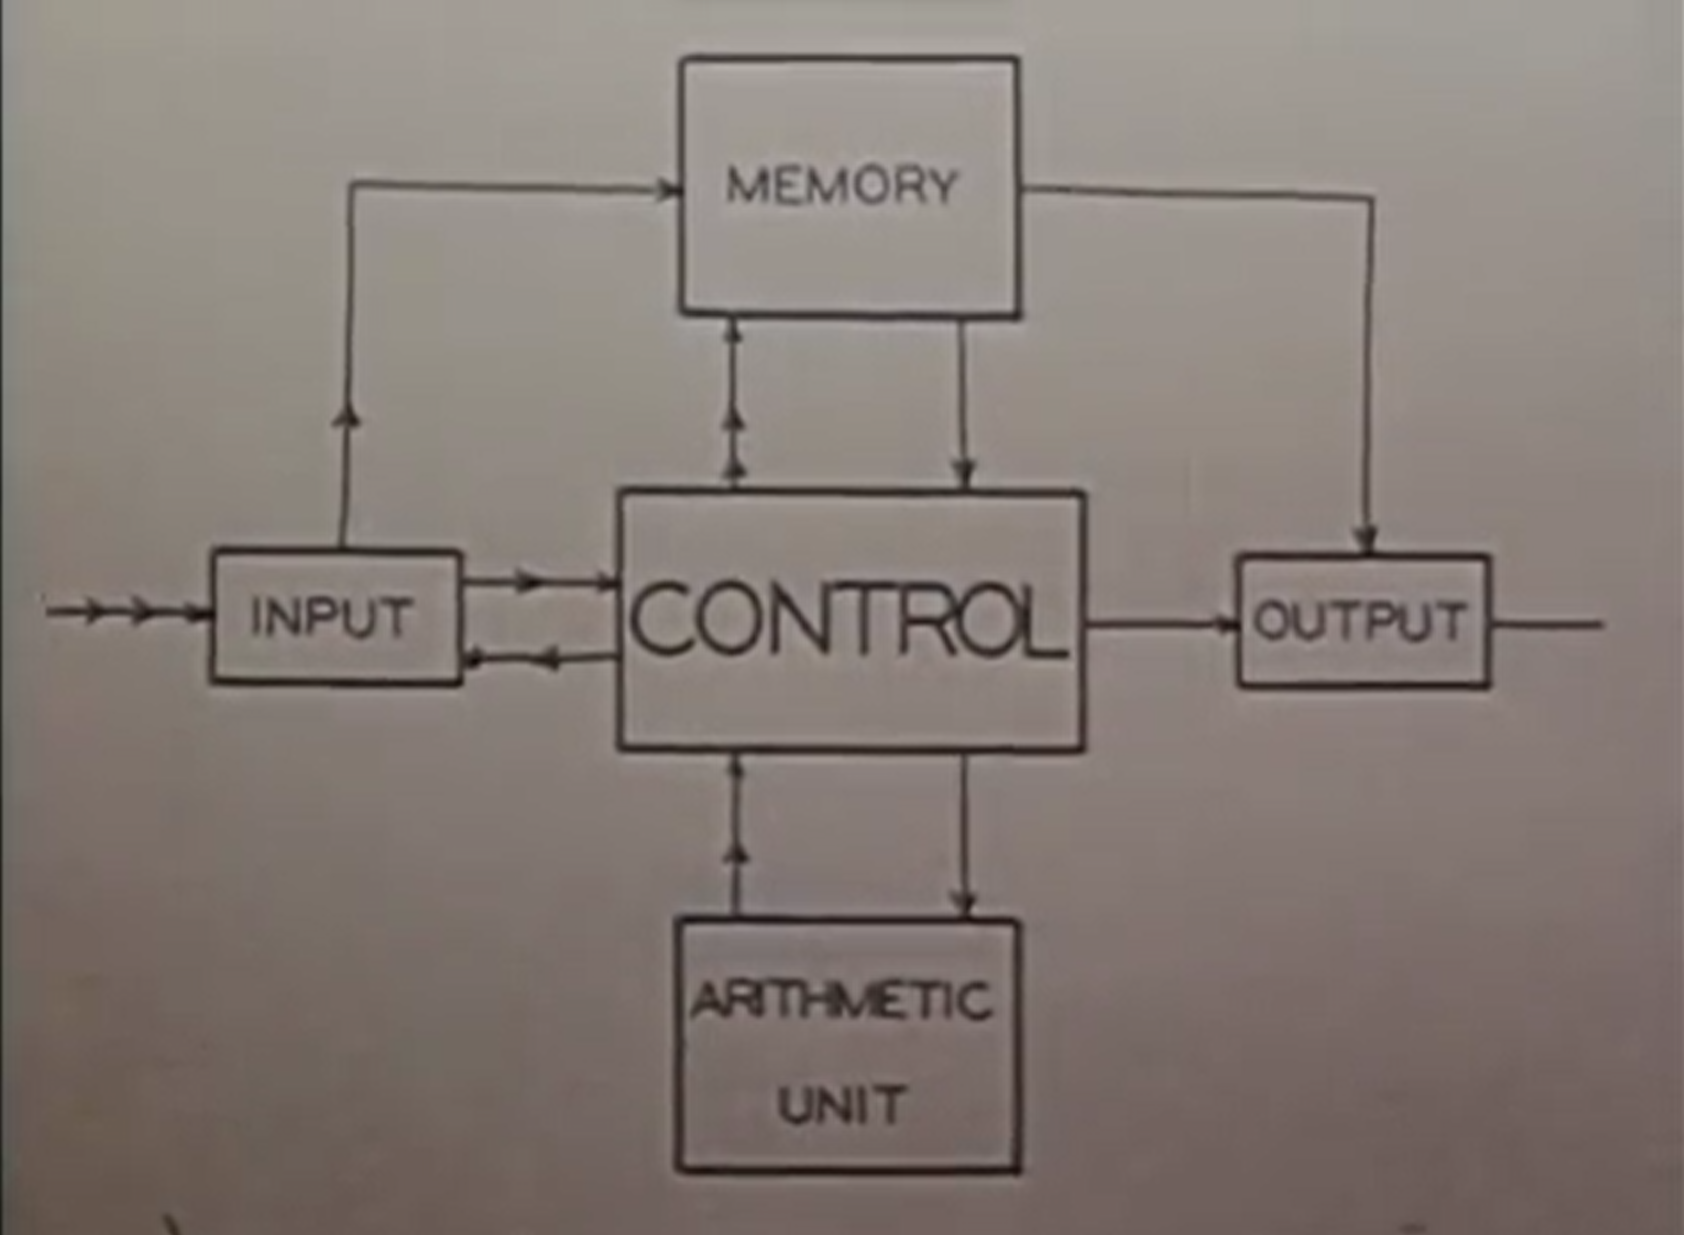 MEMORY
INPUT
CONTROL
OUTPUT
ARITHMETIC
UNIT